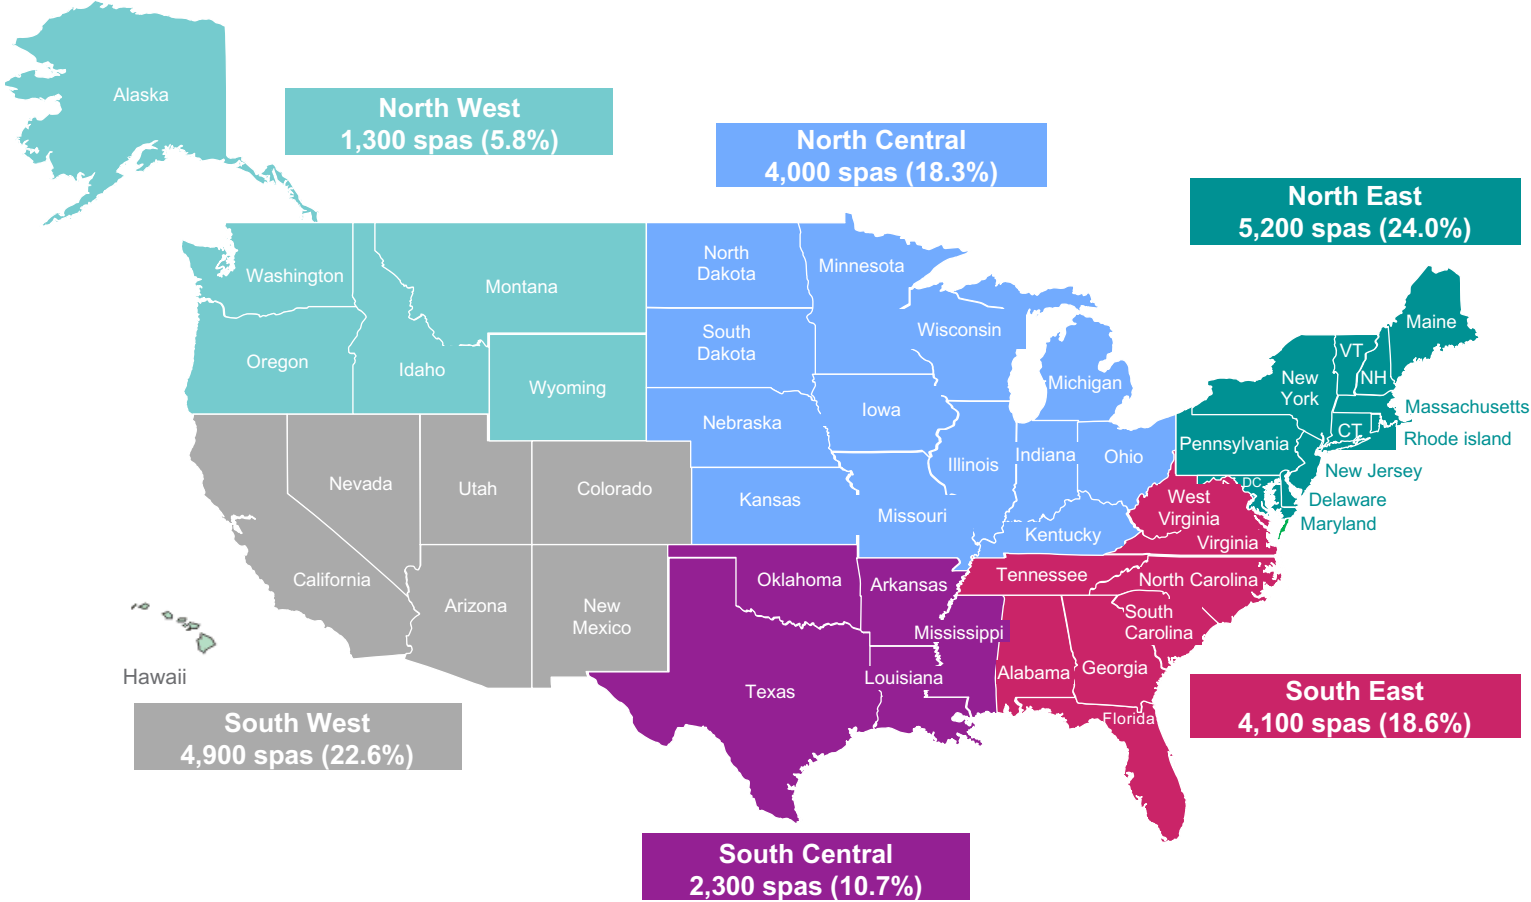 Alaska
North West
1,300 spas (5.8%)
North Central
4,000 spas (18.3%)
North East
5,200 spas (24.0%)
Washington
Montana
Oregon
Idaho
Wyoming
North
Dakota
Minnesota
South
Dakota
Wisconsin
Michigan
Nebraska
Iowa
Illinois
Indiana
Ohio
Kansas
Missouri
Kentucky
Maine
VT
NH
New
York
Massachusetts
CT
Rhode island
Pennsylvania
New Jersey
DC
Delaware
Maryland
Nevada
Utah
Colorado
California
Arizona
New
Mexico
Hawaii
South West
4,900 spas (22.6%)
Oklahoma
Arkansas
Mississippi
Texas
Louisiana
South Central
2,300 spas (10.7%)
West
Virginia
Virginia
Tennessee
North Carolina
South
Carolina
Alabama
Georgia
Florida
South East
4,100 spas (18.6%)